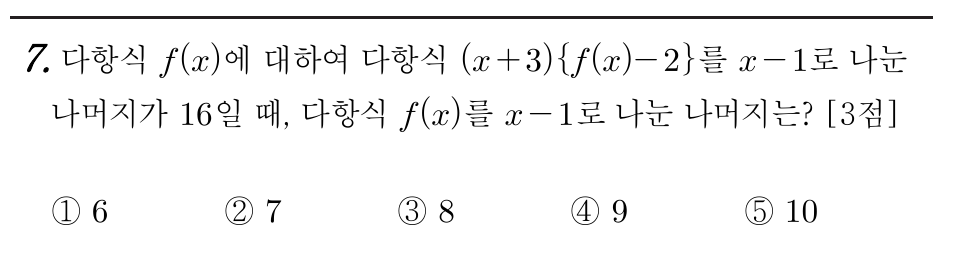 7. 다항식 f(x)에 대하여 다항식 (x+3){f(x)-2}를 x-1로 나눈
나머지가 16일 때, 다항식 f(x)를 x-1로 나눈 나머지는? [3점]
① 6 ② 7 ③ 8 ④ 9 ⑤ 10